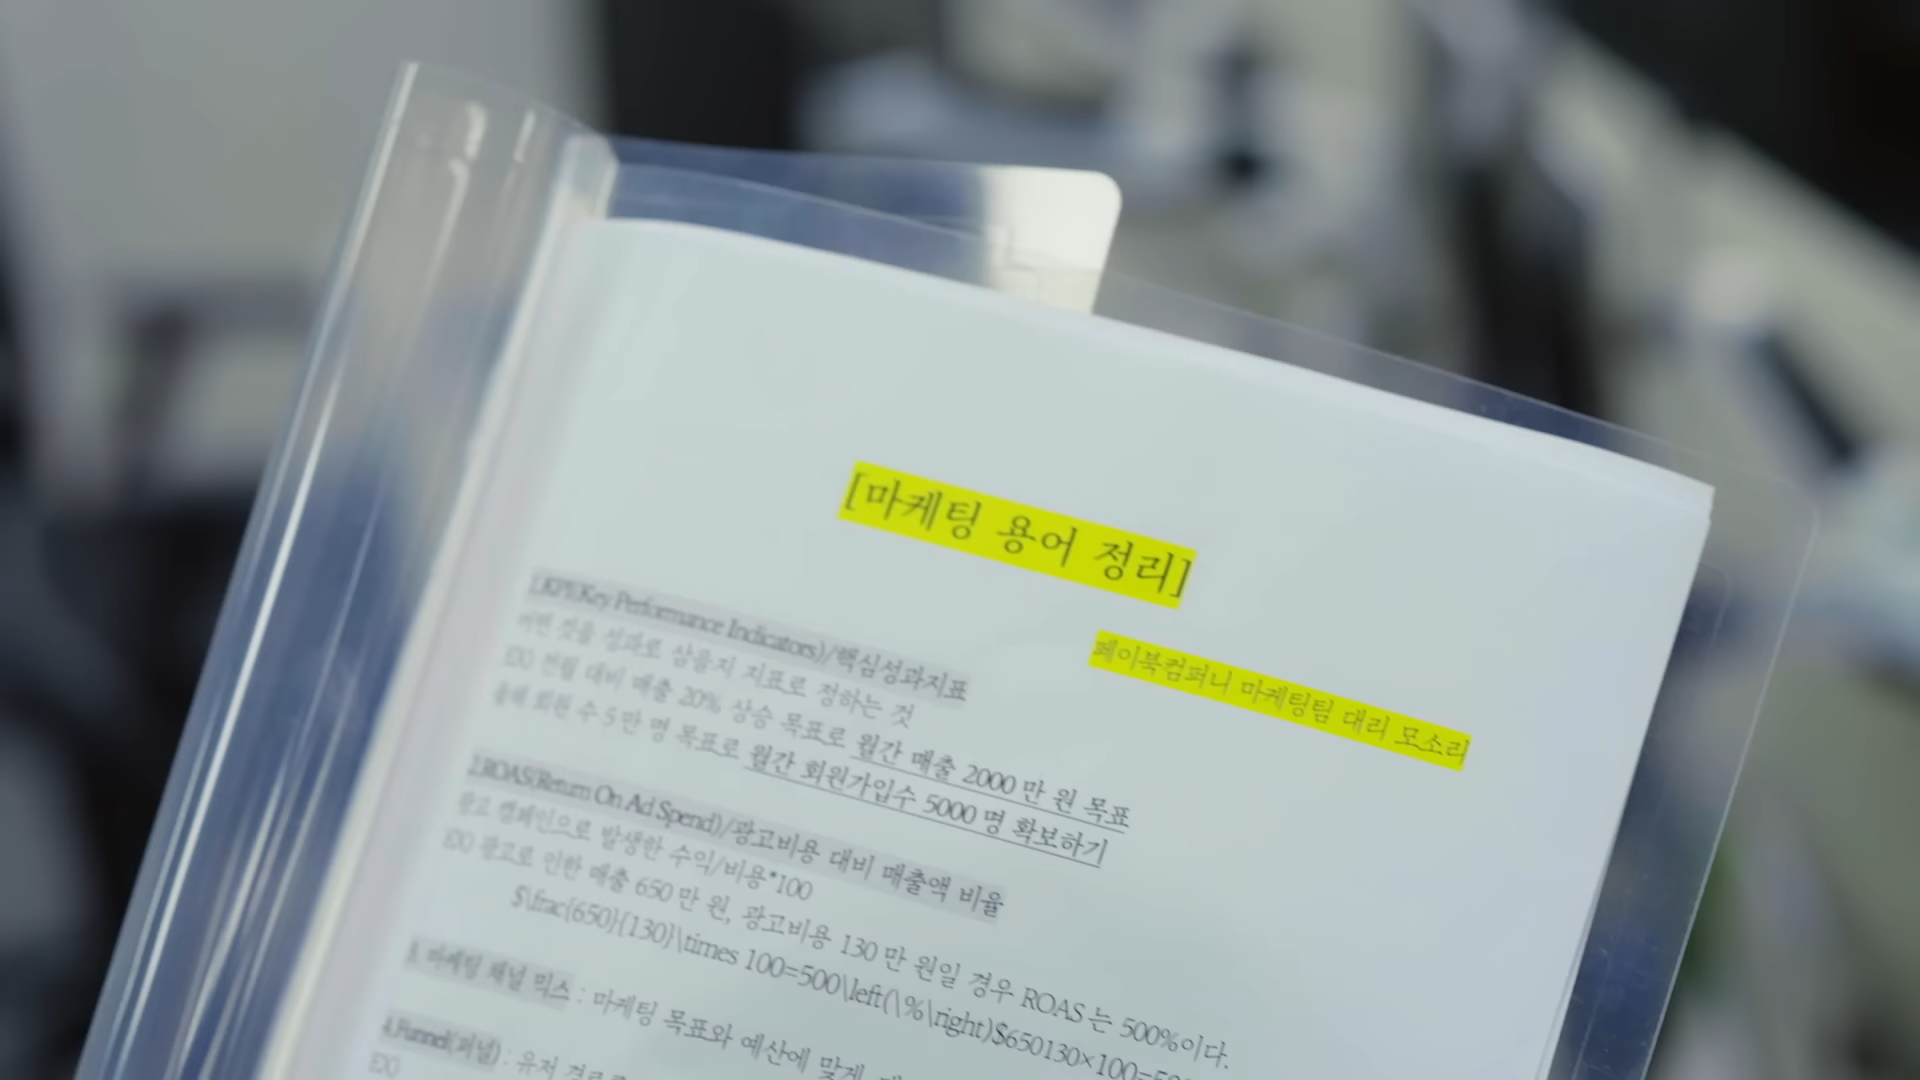 [마케팅 용어 정리]
페이북컴퍼니 마케팅팀 대리 모소리
1.KPI(Key Performance Indicators)/핵심성과지표
어떤 것을 성과로 삼을지 지표로 정하는 것
EX) 전월 대비 매출 20% 상승 목표로 월간 매출 2000 만 원 목표
올해 회원 수 5 만 명 목표로 월간 회원가입수 5000 명 확보하기
2.ROAS(Return On Ad Spend)/광고비용 대비 매출액 비율
광고 캠페인으로 발생한 수익/비용*100
EX) 광고로 인한 매출 650 만 원, 광고비용 130 만 원일 경우 ROAS 는 500%이다.
$\frac{650}{130}\times 100=500\left(\%\right)$650130×100=
3. 마케팅 채널 믹스 : 마케팅 목표와 예산에 맞게,
4.Funnel(퍼널) : 유저
EX)